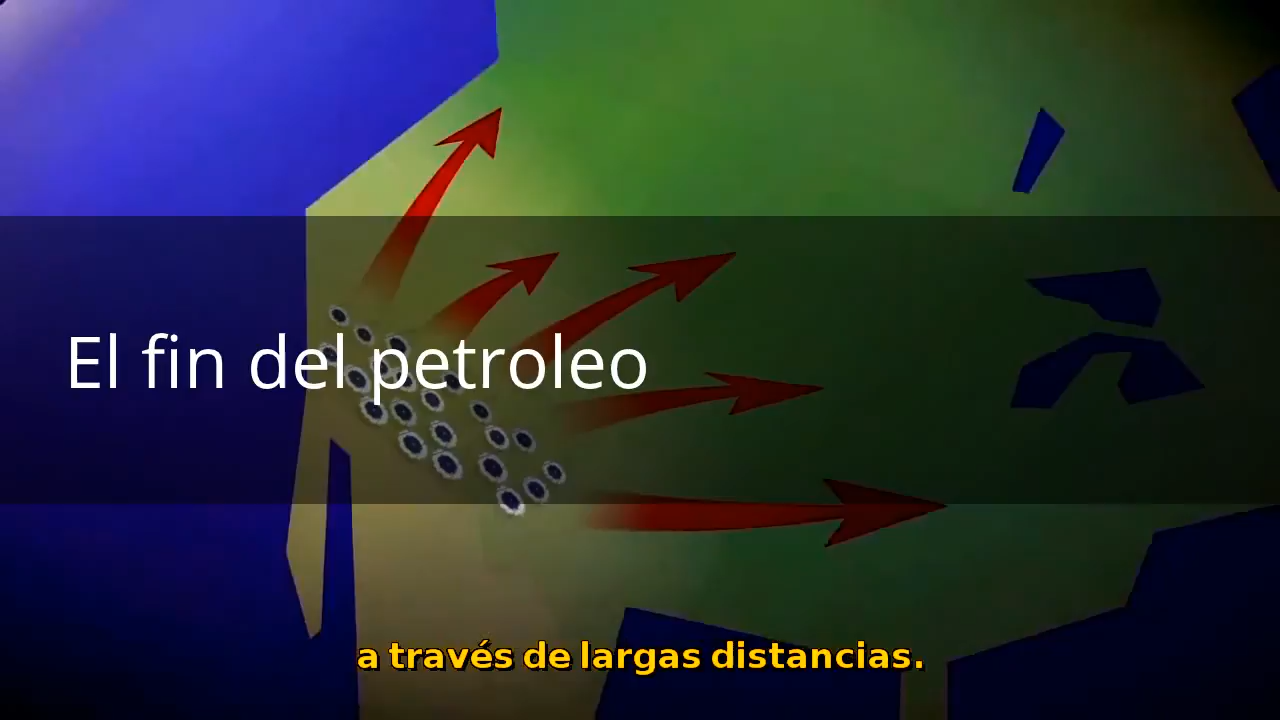 El fin del petroleo
a través de largas distancias.